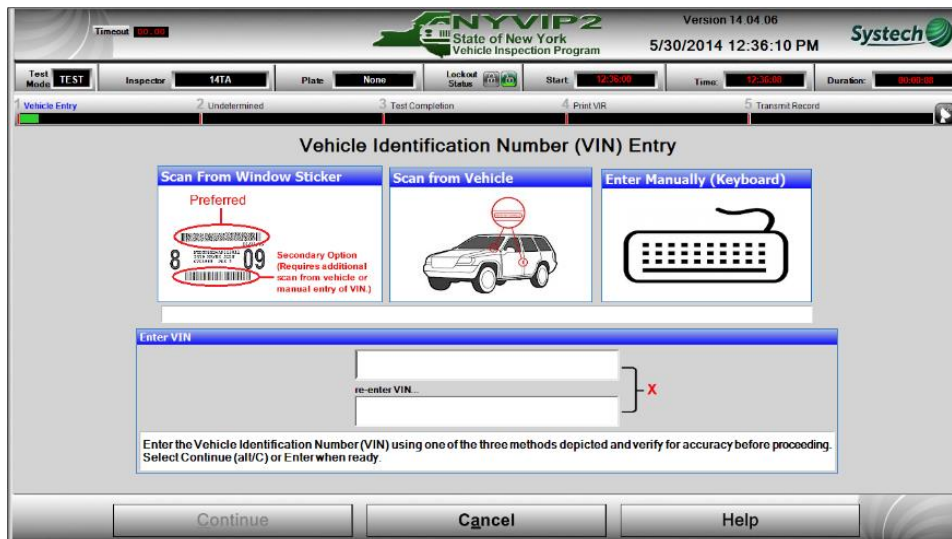 Timeout 00:00
NYVIP2
State of New York
Vehicle Inspection Program
Version 14.04.06
5/30/2014 12:36:10 PM
Systech
Test Mode TEST
Inspector 14TA
Plate None
Lockout Status
Start 12:36:09
Time: 12:36:08
Duration: 00:00:00
1 Vehicle Entry
2 Undetermined
3 Test Completion
4 Print VIR
5 Transmit Record
Vehicle Identification Number (VIN) Entry
Scan From Window Sticker
Preferred
8 09
Secondary Option
(Requires additional
scan from vehicle or
manual entry of VIN.)
Scan from Vehicle
Enter Manually (Keyboard)
Enter VIN
re-enter VIN...
X
Enter the Vehicle Identification Number (VIN) using one of the three methods depicted and verify for accuracy before proceeding.
Select Continue (alt/C) or Enter when ready.
Continue
Cancel
Help